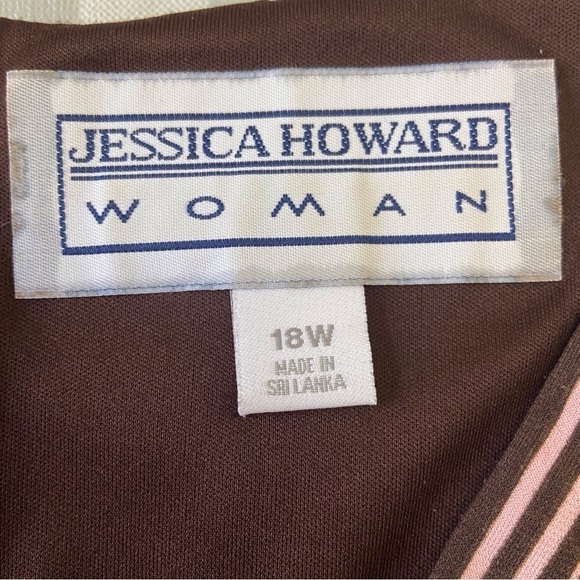 JESSICA HOWARD
WOMAN
18W
MADE IN
SRI LANKA